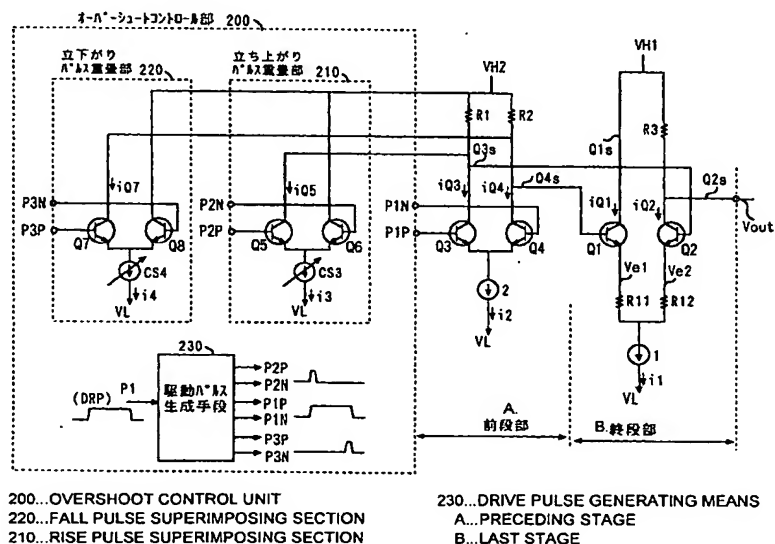 オーバーシュートコントロール部 200
立下がり
パルス重畳部 220
立ち上がり
パルス重畳部 210
VH2
VH1
R1
R2
R3
Q3s
Q1s
Q4s
Q2s
iQ7
iQ5
iQ3
iQ4
iQ1
iQ2
P3N
P3P
P2N
P2P
P1N
P1P
Vout
Q7
Q8
Q5
Q6
Q3
Q4
Q1
Q2
Ve1
Ve2
CS4
i4
VL
CS3
i3
VL
2
i2
VL
R11
R12
1
i1
VL
230
(DRP)
P1
駆動パルス
生成手段
P2P
P2N
P1P
P1N
P3P
P3N
A.
前段部
B.終段部
200...OVERSHOOT CONTROL UNIT
220...FALL PULSE SUPERIMPOSING SECTION
210...RISE PULSE SUPERIMPOSING SECTION
230...DRIVE PULSE GENERATING MEANS
A...PRECEDING STAGE
B...LAST STAGE